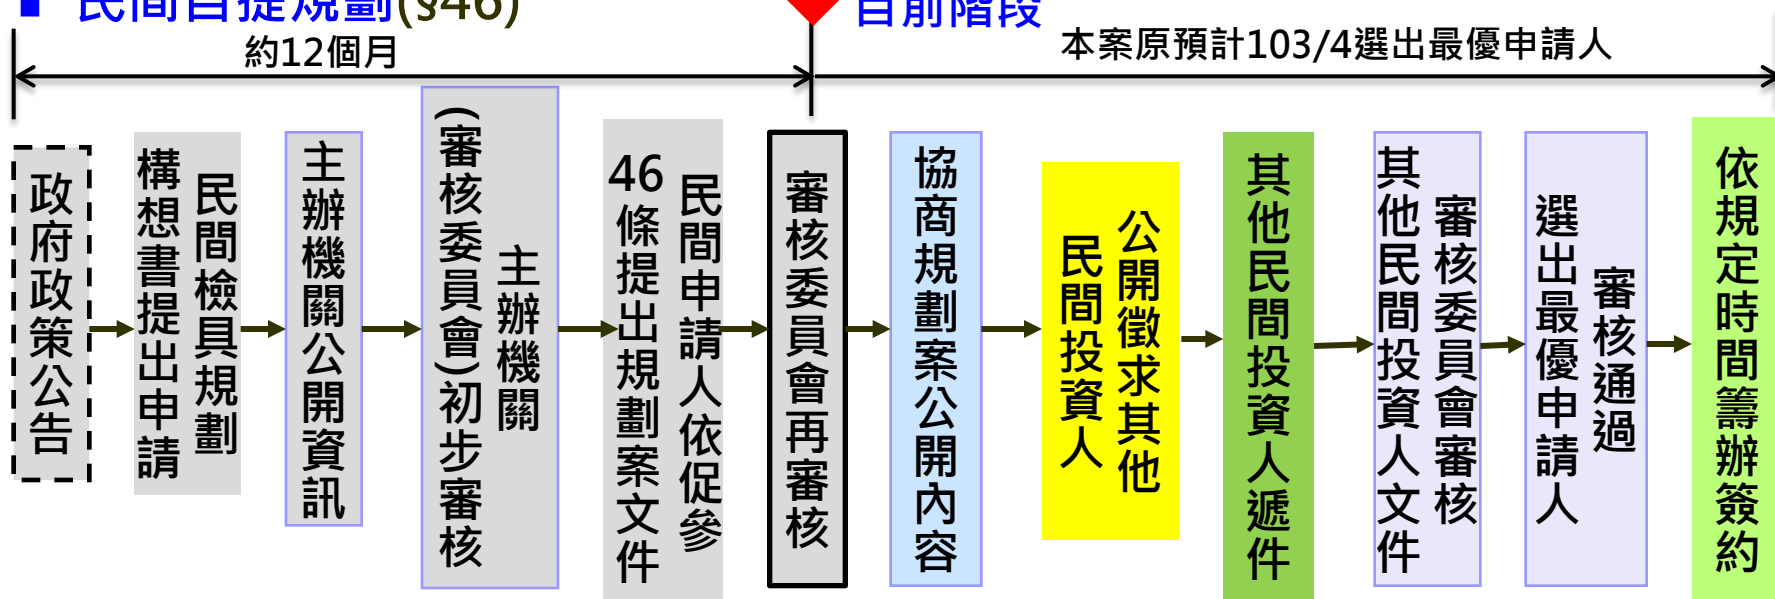 民間自提規劃(§46)
目前階段
約12個月
本案原預計103/4選出最優申請人
政府政策公告
民間檢具規劃
構想書提出申請
主辦機關公開資訊
主辦機關
(審核委員會)初步審核
民間申請人依促參
46條提出規劃案文件
審核委員會再審核
協商規劃案公開內容
公開徵求其他
民間投資人
其他民間投資人遞件
審核委員會審核
其他民間投資人文件
審核通過
選出最優申請人
依規定時間籌辦簽約